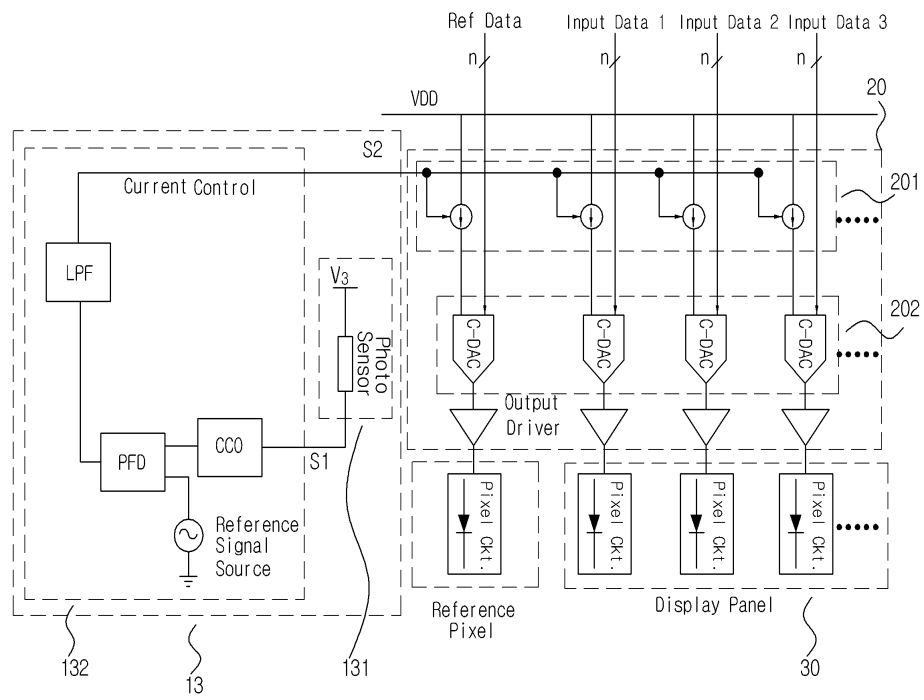 Ref Data
Input Data 1
Input Data 2
Input Data 3
n
n
n
n
20
VDD
S2
Current Control
201
LPF
V3
Photo
Sensor
C-DAC
C-DAC
C-DAC
C-DAC
202
Output
Driver
PFD
CCO
S1
Reference
Signal
Source
Pixel Ckt.
Pixel Ckt.
Pixel Ckt.
Pixel Ckt.
Reference
Pixel
Display Panel
132
13
131
30